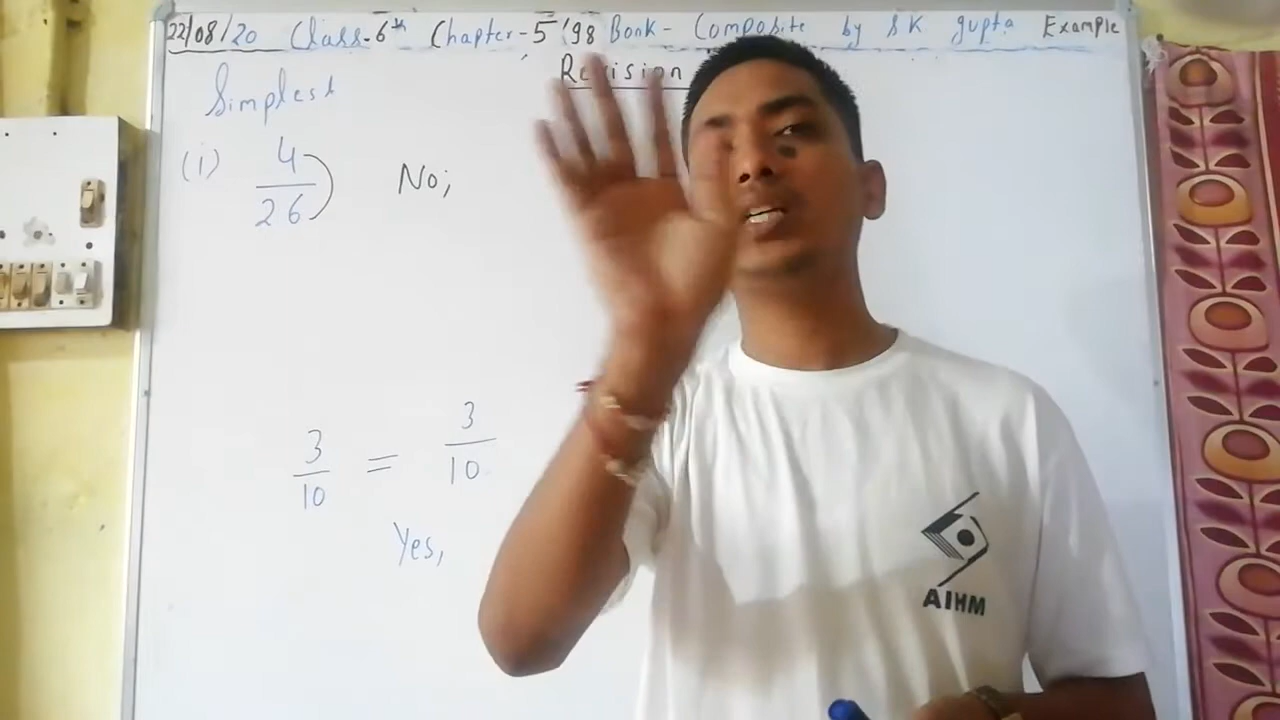 22/08/20 Class-6th Chapter-5 '98 Book- Composite by SK gupta Example
Revision
Simplest
(i) 4/26 No;
3/10 = 3/10
Yes,
AIHM